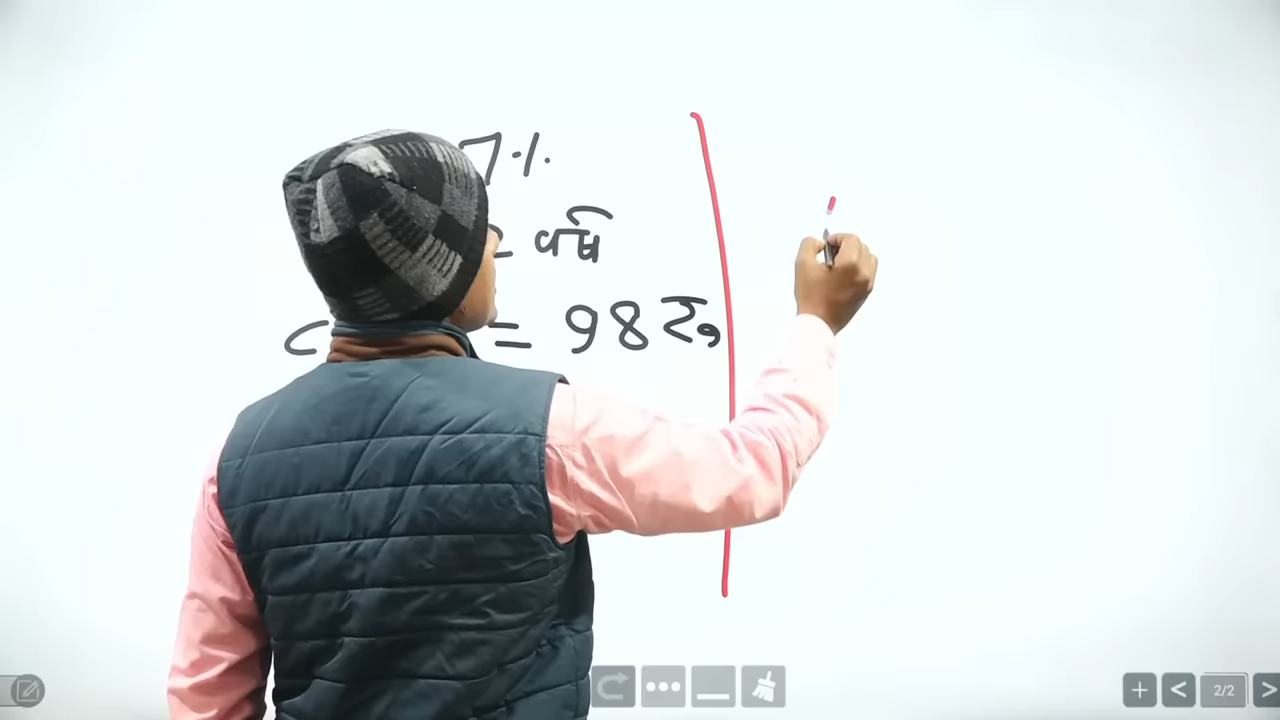 7%
= वर्ष
C = 98 रु
2/2